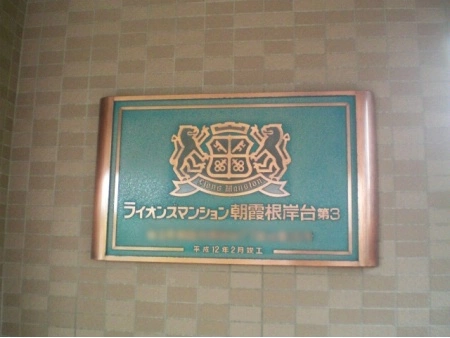 Lions Mansion
ライオンズマンション朝霞根岸台第3
平成12年2月竣工